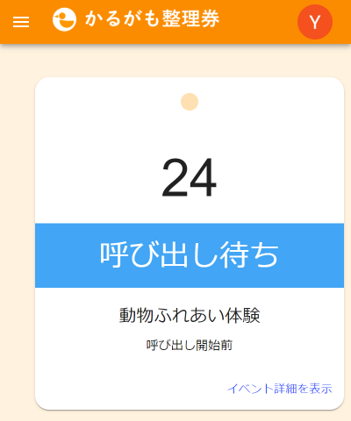 かるがも整理券
Y
24
呼び出し待ち
動物ふれあい体験
呼び出し開始前
イベント詳細を表示